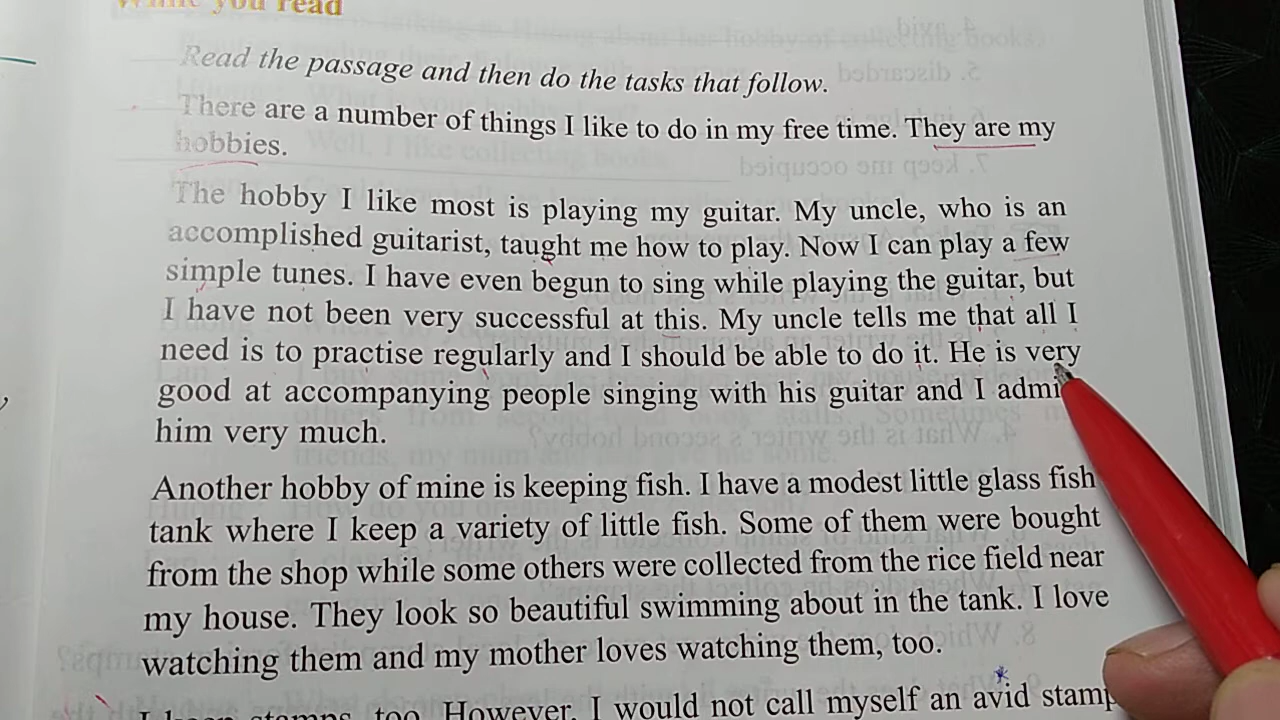 While you read
Read the passage and then do the tasks that follow.
There are a number of things I like to do in my free time. They are my
hobbies.
The hobby I like most is playing my guitar. My uncle, who is an
accomplished guitarist, taught me how to play. Now I can play a few
simple tunes. I have even begun to sing while playing the guitar, but
I have not been very successful at this. My uncle tells me that all I
need is to practise regularly and I should be able to do it. He is very
good at accompanying people singing with his guitar and I
him very much.
Another hobby of mine is keeping fish. I have a modest little glass fish
tank where I keep a variety of little fish. Some of them were bought
from the shop while some others were collected from the rice field near
my house. They look so beautiful swimming about in the tank. I love
watching them and my mother loves watching them, too.
I keep stamps, too. However, I would not call myself an avid stamp